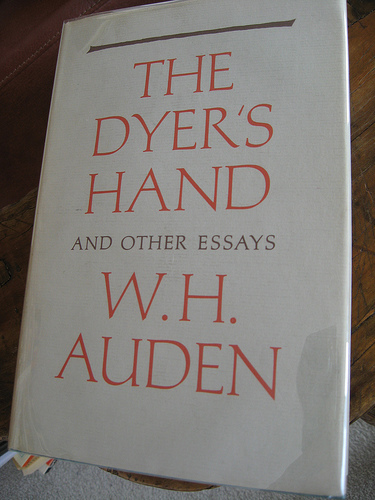 THE
DYER'S
HAND
AND OTHER ESSAYS
W.H.
AUDEN